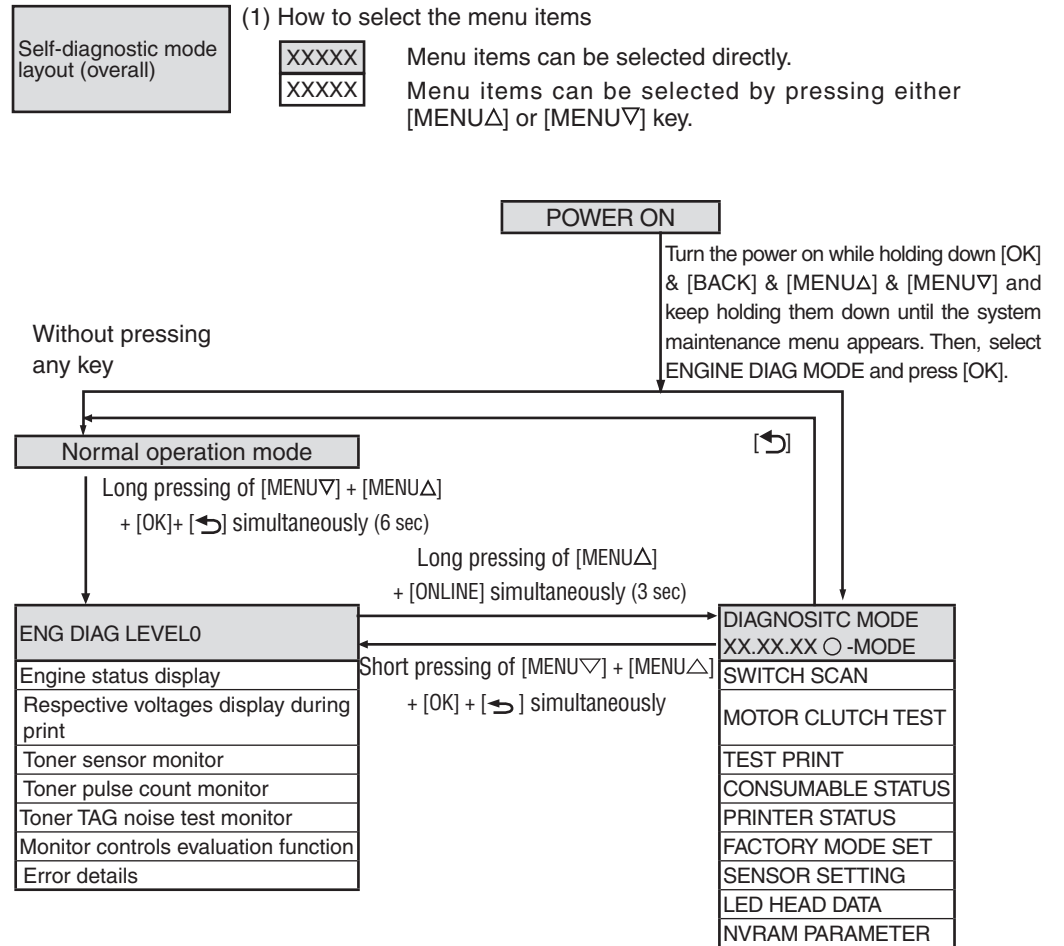 Self-diagnostic mode
layout (overall)
(1) How to select the menu items
XXXXX
Menu items can be selected directly.
XXXXX
Menu items can be selected by pressing either
[MENU△] or [MENU▽] key.
POWER ON
Turn the power on while holding down [OK]
& [BACK] & [MENU△] & [MENU▽] and
keep holding them down until the system
maintenance menu appears. Then, select
ENGINE DIAG MODE and press [OK].
Without pressing
any key
[⮌]
Normal operation mode
Long pressing of [MENU▽] + [MENU△]
+ [OK]+ [⮌] simultaneously (6 sec)
Long pressing of [MENU△]
+ [ONLINE] simultaneously (3 sec)
ENG DIAG LEVEL0
Engine status display
Respective voltages display during
print
Toner sensor monitor
Toner pulse count monitor
Toner TAG noise test monitor
Monitor controls evaluation function
Error details
Short pressing of [MENU▽] + [MENU△]
+ [OK] + [⮌ ] simultaneously
DIAGNOSITC MODE
XX.XX.XX ○ -MODE
SWITCH SCAN
MOTOR CLUTCH TEST
TEST PRINT
CONSUMABLE STATUS
PRINTER STATUS
FACTORY MODE SET
SENSOR SETTING
LED HEAD DATA
NVRAM PARAMETER